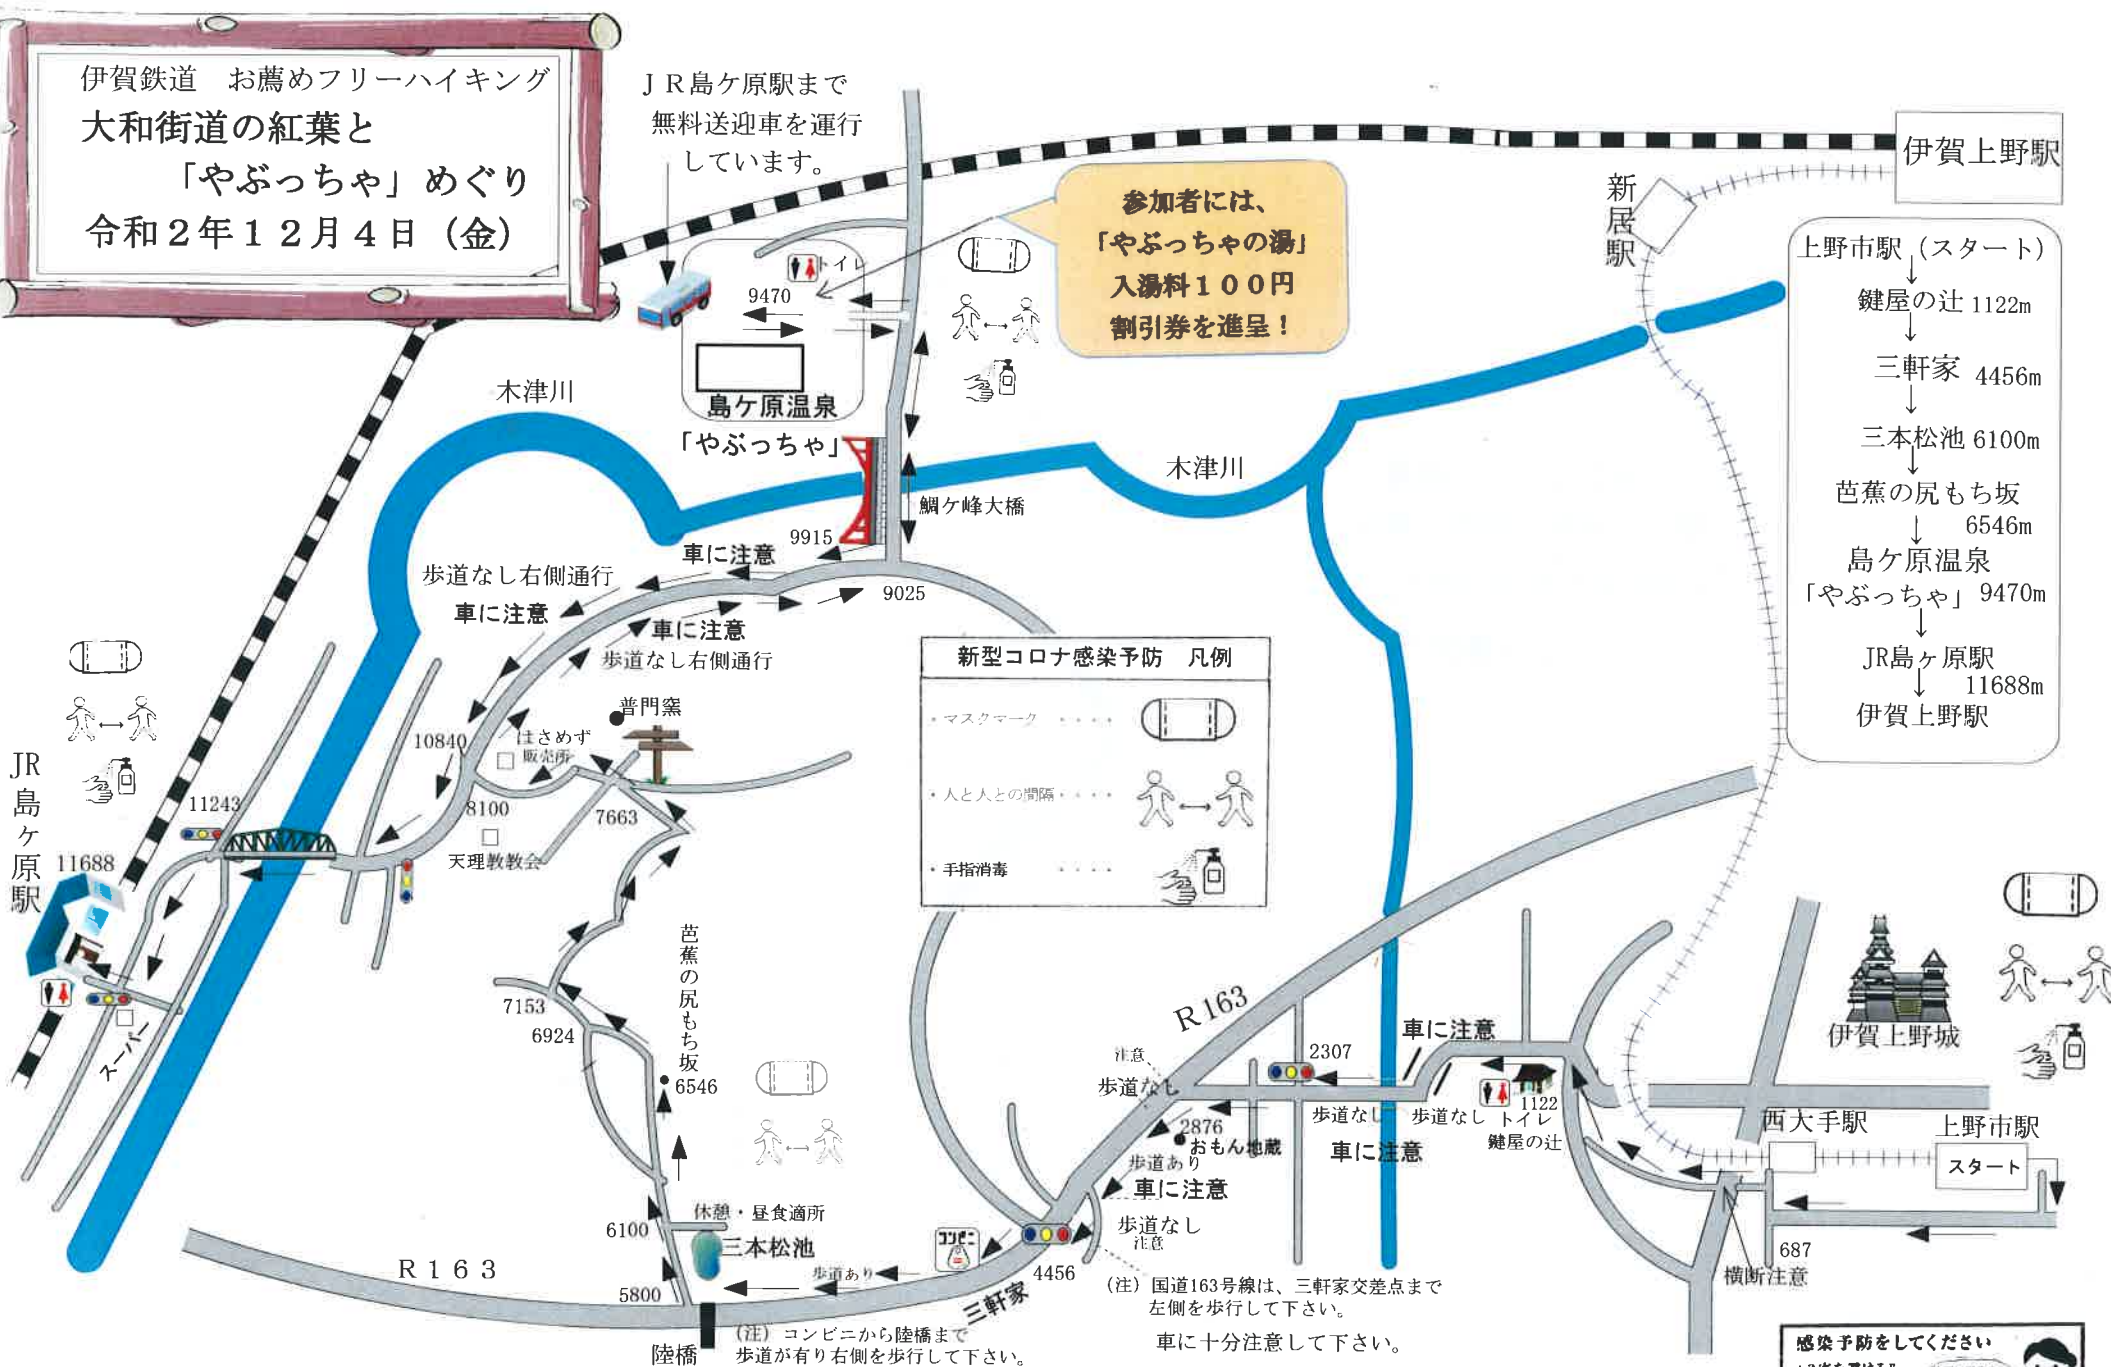 伊賀鉄道　お薦めフリーハイキング
大和街道の紅葉と
「やぶっちゃ」めぐり
令和２年１２月４日（金）
ＪＲ島ケ原駅まで
無料送迎車を運行
しています。
参加者には、
「やぶっちゃの湯」
入湯料１００円
割引券を進呈！
伊賀上野駅
新居駅
上野市駅（スタート）
↓
鍵屋の辻 1122m
↓
三軒家 4456m
↓
三本松池 6100m
↓
芭蕉の尻もち坂
↓ 6546m
島ケ原温泉
「やぶっちゃ」 9470m
↓
JR島ヶ原駅
↓ 11688m
伊賀上野駅
トイレ
9470
島ケ原温泉
「やぶっちゃ」
木津川
木津川
鯛ケ峰大橋
9915
車に注意
歩道なし右側通行
車に注意
9025
車に注意
歩道なし右側通行
新型コロナ感染予防　凡例
・マスクマーク ････
・人と人との間隔････
・手指消毒 ････
普門窯
はさめず
販売所
10840
8100
7663
天理教教会
JR島ヶ原駅
11243
11688
スーパー
芭蕉の尻もち坂
7153
6924
6546
R163
注意
歩道なし
2307
車に注意
歩道なし
歩道なし
車に注意
1122
トイレ
鍵屋の辻
2876
おもん地蔵
歩道あり
車に注意
歩道なし
注意
伊賀上野城
西大手駅
上野市駅
スタート
687
横断注意
6100
休憩・昼食適所
三本松池
コンビニ
歩道あり
4456
三軒家
5800
Ｒ１６３
陸橋
（注）コンビニから陸橋まで
歩道が有り右側を歩行して下さい。
（注）国道163号線は、三軒家交差点まで
左側を歩行して下さい。
車に十分注意して下さい。
感染予防をしてください